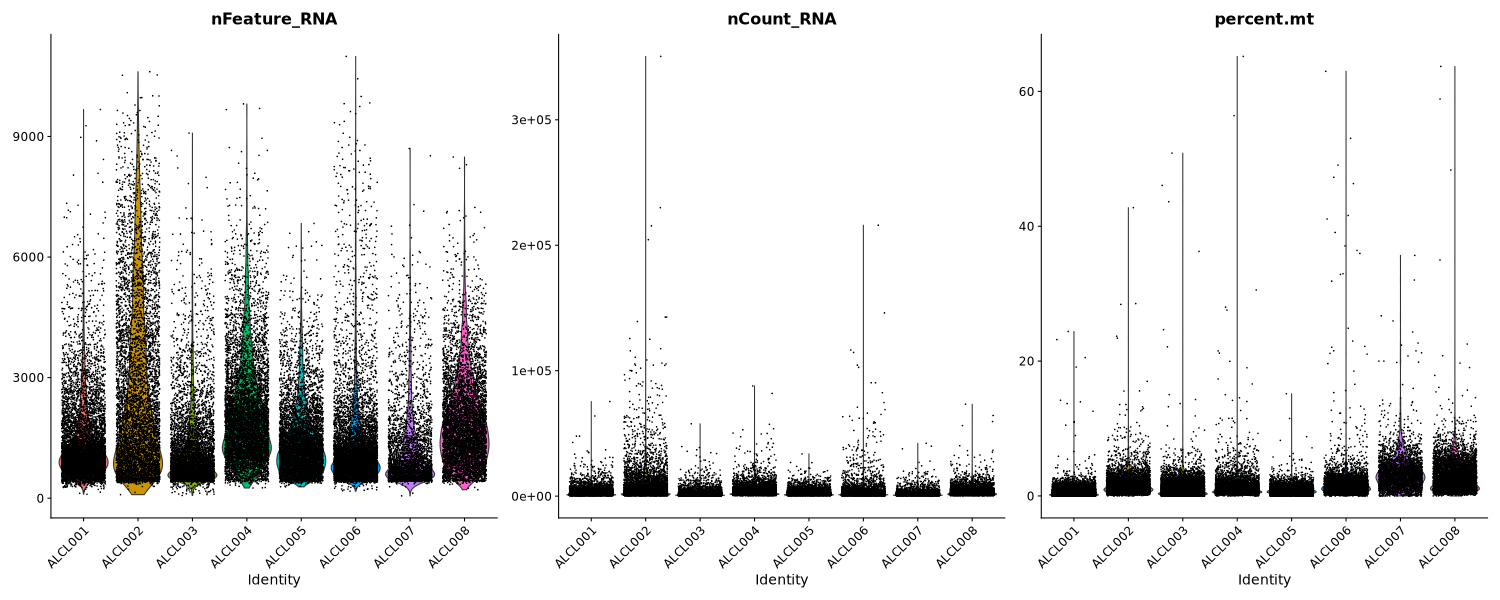 nFeature_RNA
9000
6000
3000
0
ALCL001 ALCL002 ALCL003 ALCL004 ALCL005 ALCL006 ALCL007 ALCL008
Identity
nCount_RNA
3e+05
2e+05
1e+05
0e+00
ALCL001 ALCL002 ALCL003 ALCL004 ALCL005 ALCL006 ALCL007 ALCL008
Identity
percent.mt
60
40
20
0
ALCL001 ALCL002 ALCL003 ALCL004 ALCL005 ALCL006 ALCL007 ALCL008
Identity